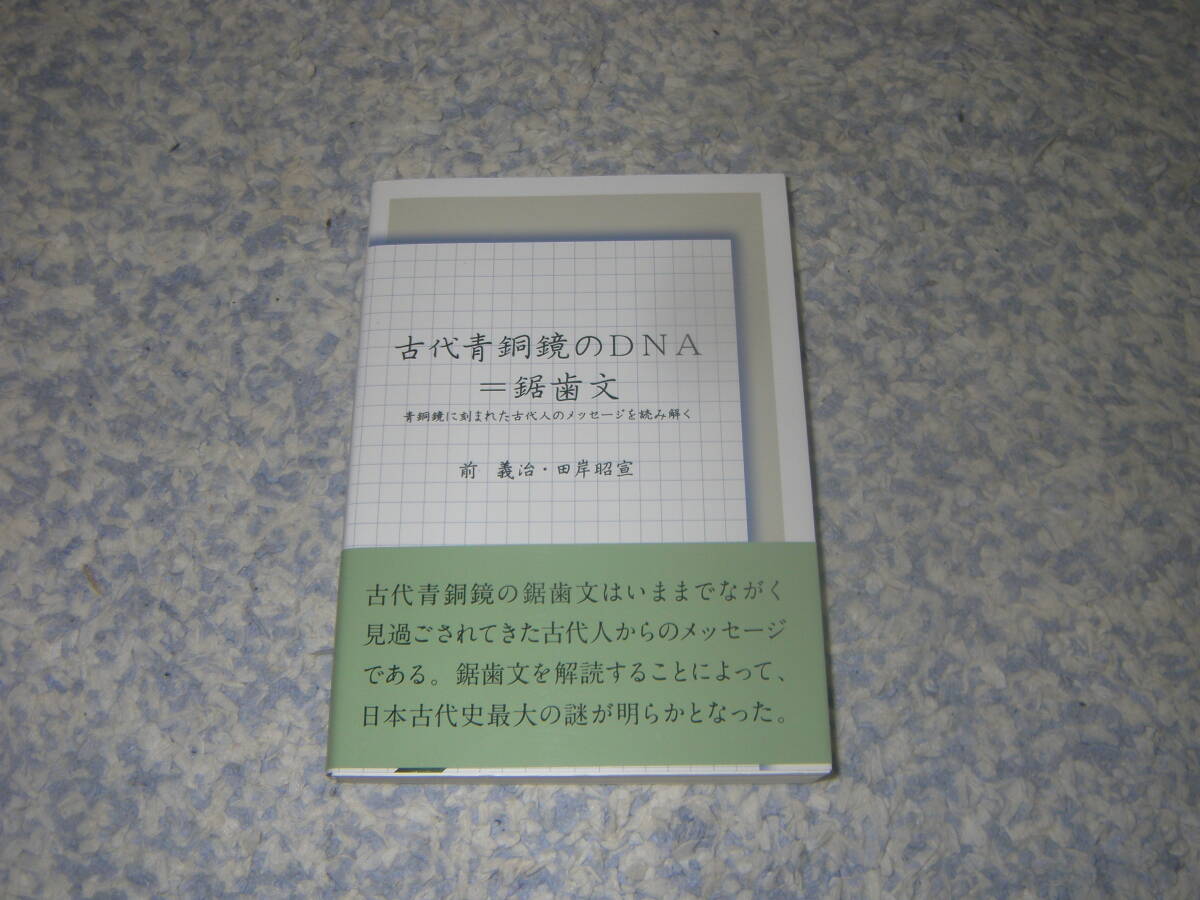 古代青銅鏡のDNA
＝鋸歯文
青銅鏡に刻まれた古代人のメッセージを読み解く
前 義治・田岸昭宣
古代青銅鏡の鋸歯文はいままでながく
見過ごされてきた古代人からのメッセージ
である。鋸歯文を解読することによって、
日本古代史最大の謎が明らかとなった。